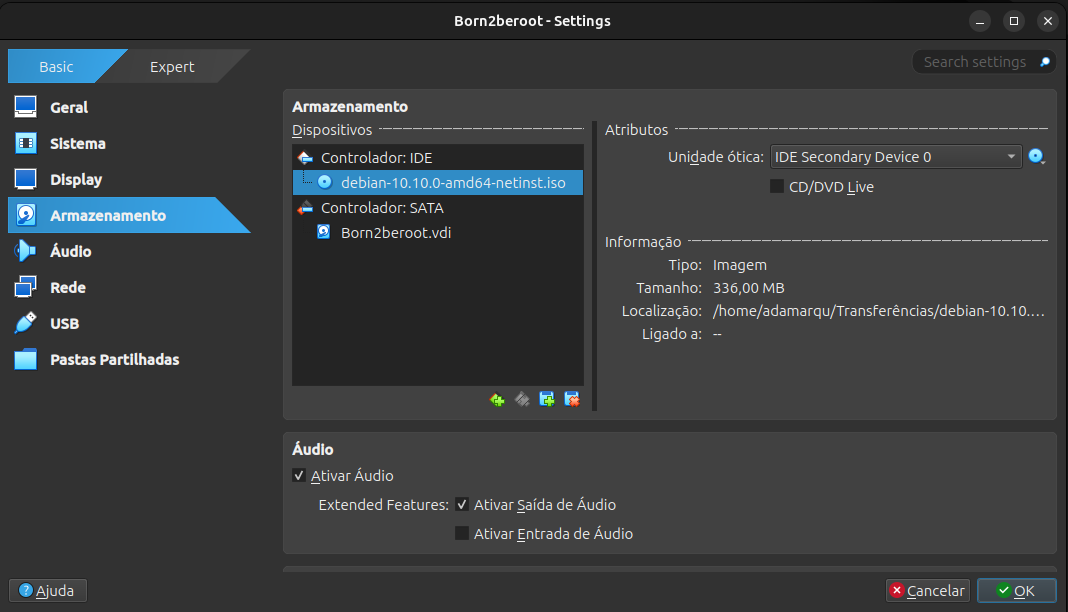 Born2beroot - Settings
Basic
Expert
Search settings
Geral
Sistema
Display
Armazenamento
Áudio
Rede
USB
Pastas Partilhadas
Armazenamento
Dispositivos
Controlador: IDE
debian-10.10.0-amd64-netinst.iso
Controlador: SATA
Born2beroot.vdi
Atributos
Unidade ótica: IDE Secondary Device 0
CD/DVD Live
Informação
Tipo: Imagem
Tamanho: 336,00 MB
Localização: /home/adamarqu/Transferências/debian-10.10....
Ligado a: --
Áudio
Ativar Áudio
Extended Features: Ativar Saída de Áudio
Ativar Entrada de Áudio
Ajuda
Cancelar
OK